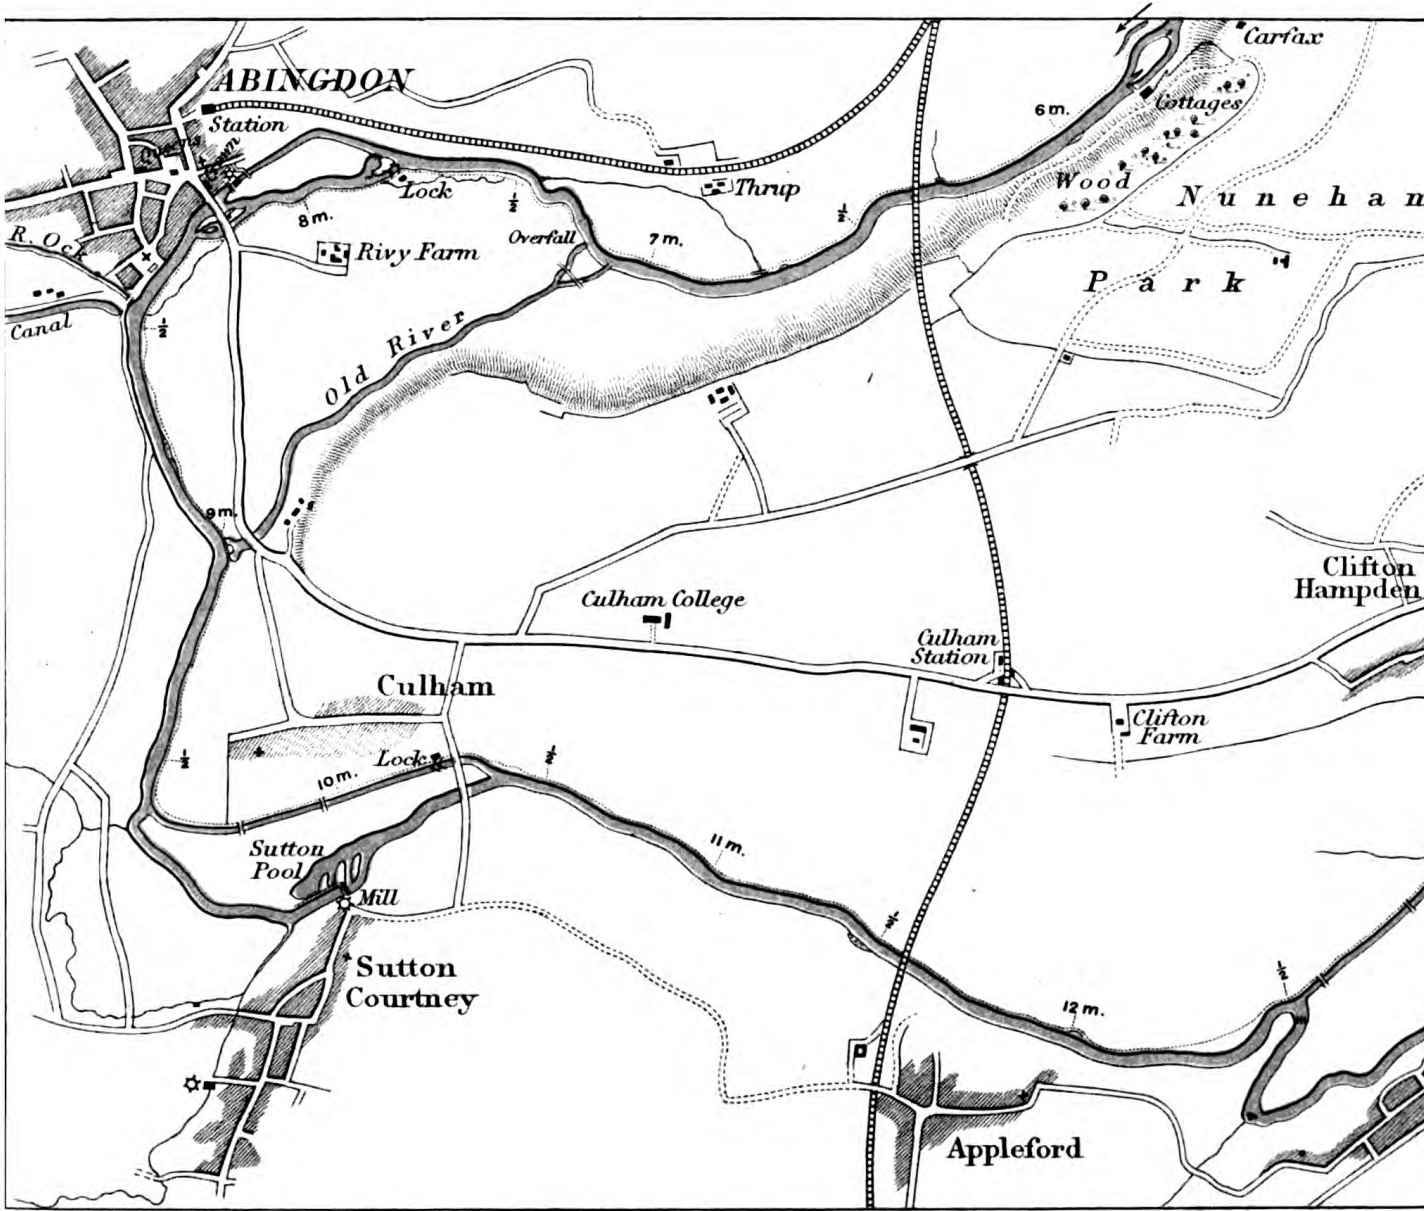 Carfax
ABINGDON
Station
6 m.
Cottages
Queens
Crown
Lock
½
Thrup
Wood
Nuneham
8 m.
½
R. Ock
Rivy Farm
Overfall
7 m.
Park
Canal
½
Old River
9 m.
Clifton
Hampden
Culham College
Culham
Station
Culham
Clifton
Farm
½
Lock
½
10 m.
Sutton
Pool
11 m.
Mill
½
Sutton
Courtney
½
12 m.
Appleford